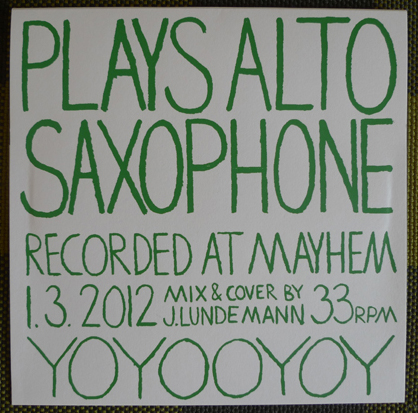 PLAYS ALTO
SAXOPHONE
RECORDED AT MAYHEM
1.3.2012 MIX & COVER BY J.LUNDEMANN 33RPM
YOYOOYOY